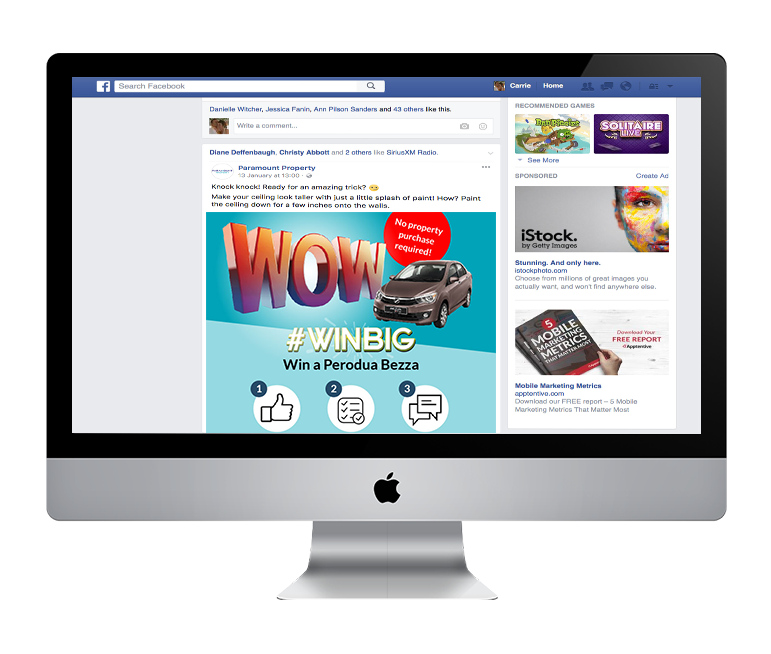 Search Facebook
Carrie
Home
Danielle Witcher, Jessica Fanin, Ann Pilson Sanders and 43 others like this.
Write a comment...
Diane Deffenbaugh, Christy Abbott and 2 others like SiriusXM Radio.
Paramount Property
13 January at 13:00
Knock knock! Ready for an amazing trick? 😏
Make your ceiling look taller with just a little splash of paint! How? Paint
the ceiling down for a few inches onto the walls.
No property
purchase
required!
WOW
#WINBIG
Win a Perodua Bezza
1
2
3
RECOMMENDED GAMES
SOLITAIRE
LIVE
See More
SPONSORED
Create Ad
iStock.
by Getty Images
Stunning. And only here.
istockphoto.com
Choose from millions of great images you
actually want, and won't find anywhere else.
5
MOBILE
MARKETING
METRICS
THAT MATTER MOST
Download Your
FREE REPORT
Apptentive
Mobile Marketing Metrics
apptentive.com
Download our FREE report – 5 Mobile
Marketing Metrics That Matter Most